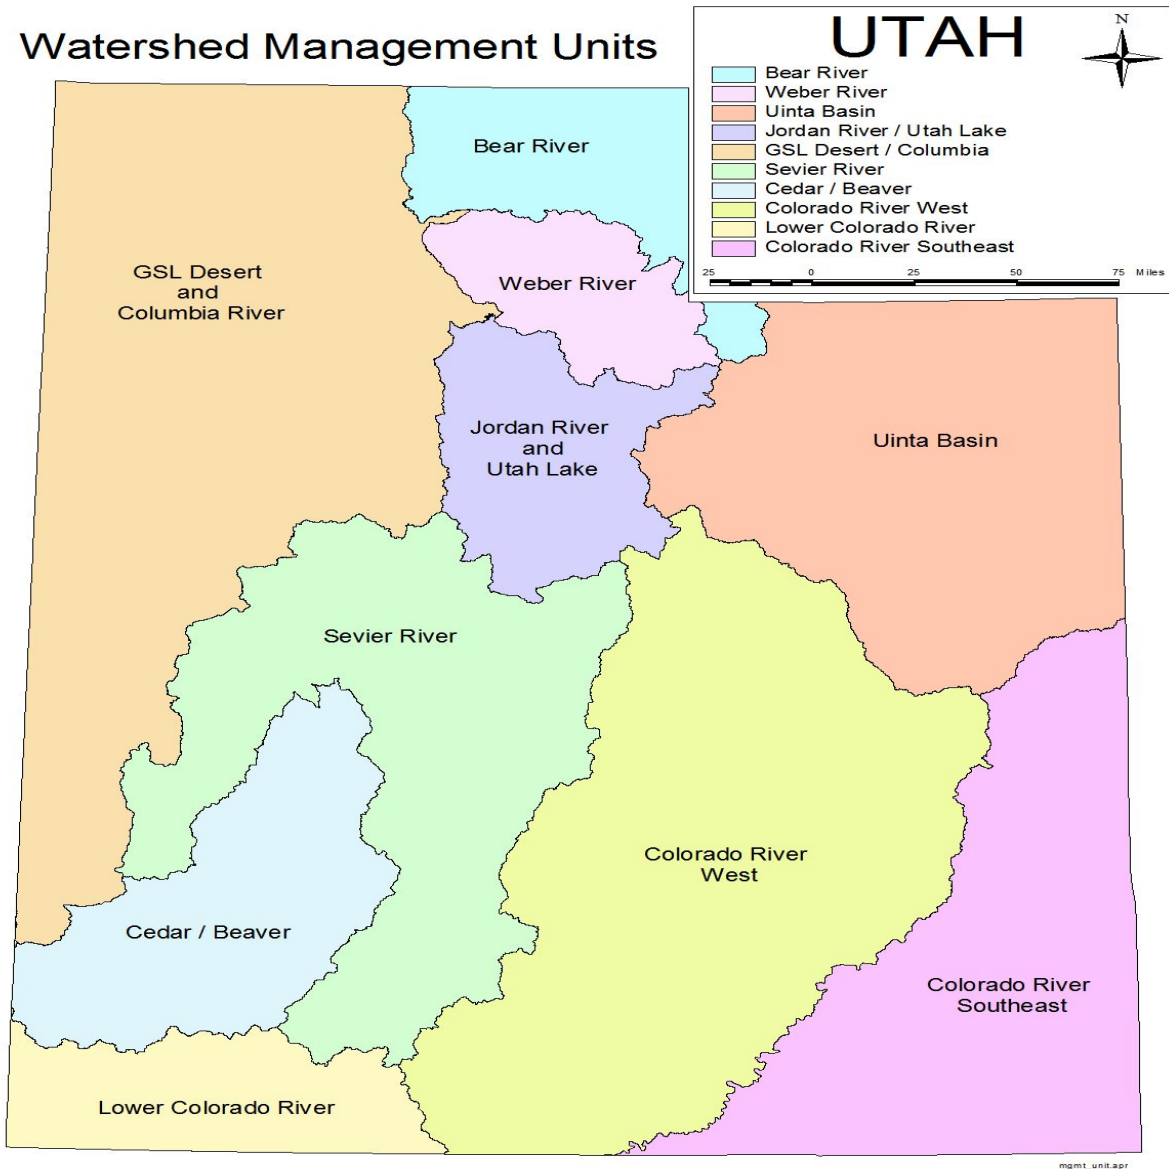 Watershed Management Units
UTAH
N
Bear River
Weber River
Uinta Basin
Jordan River / Utah Lake
GSL Desert / Columbia
Sevier River
Cedar / Beaver
Colorado River West
Lower Colorado River
Colorado River Southeast
25 0 25 50 75 Miles
Bear River
GSL Desert
and
Columbia River
Weber River
Jordan River
and
Utah Lake
Uinta Basin
Sevier River
Colorado River
West
Cedar / Beaver
Colorado River
Southeast
Lower Colorado River
mgmt_unit.apr